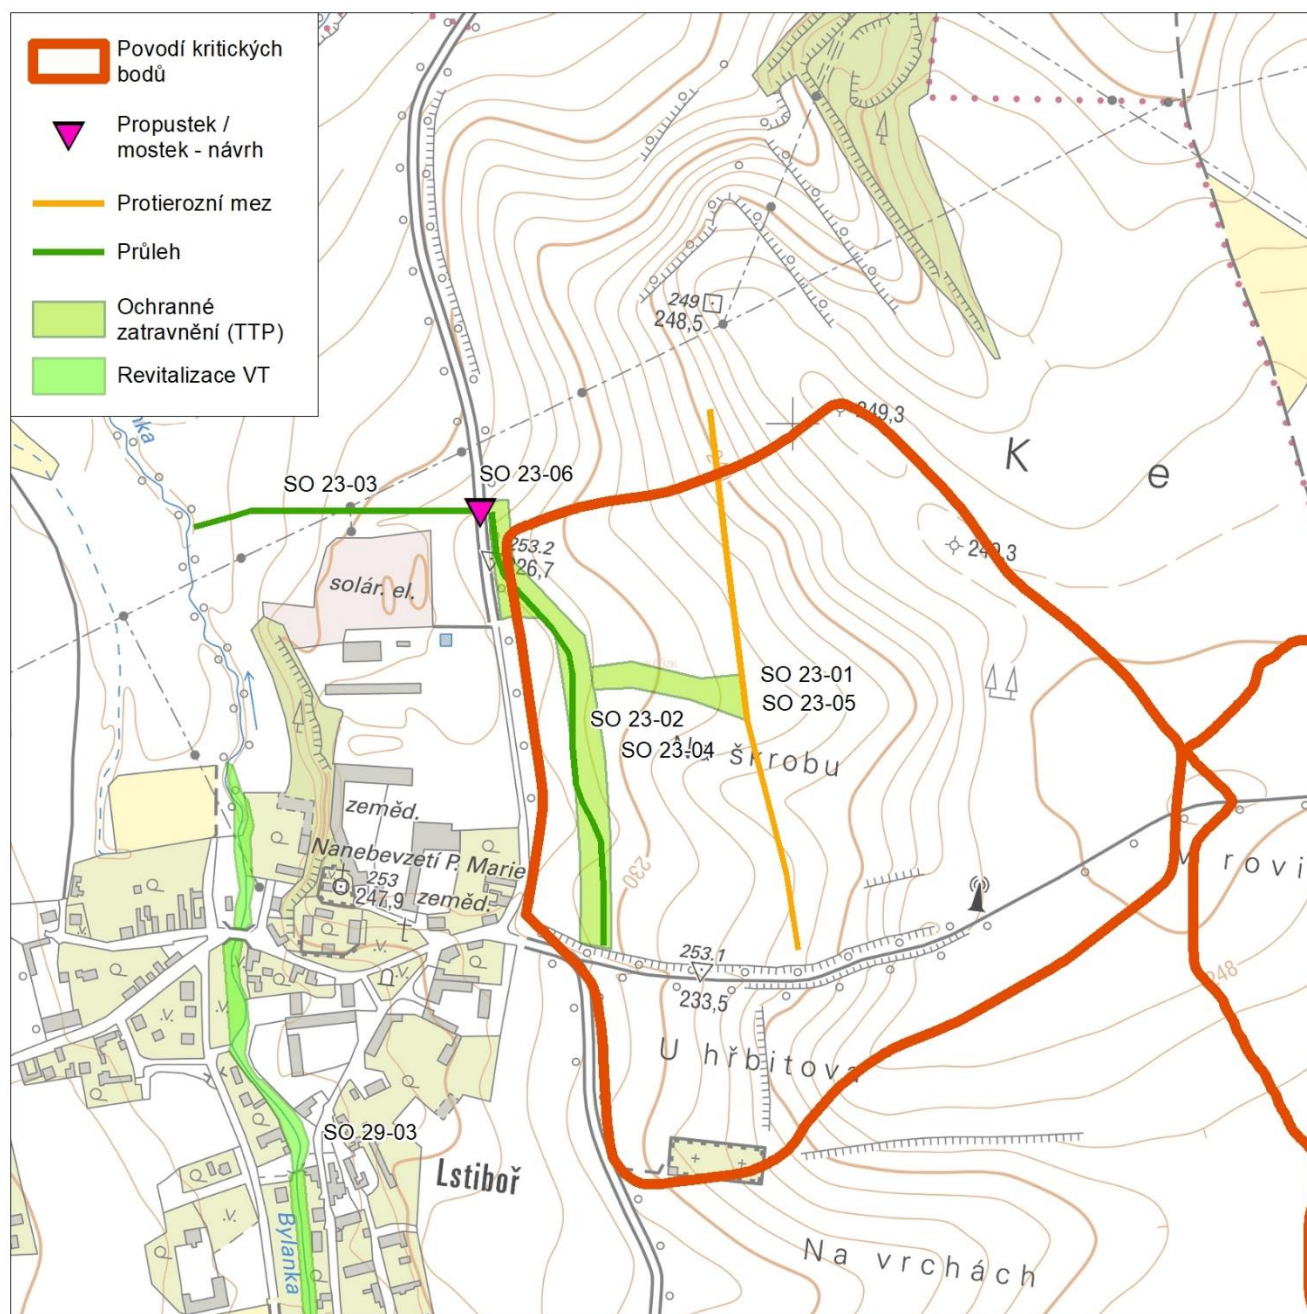 Povodí kritických
bodů
Propustek /
mostek - návrh
Protierozní mez
Průleh
Ochranné
zatravnění (TTP)
Revitalizace VT
249
248,5
249,3
K e
SO 23-03
SO 23-06
253.2
226,7
249,3
solár. el.
SO 23-01
SO 23-05
SO 23-02
SO 23-04
škrobu
zeměd.
Nanebevzetí P. Marie
253
247,9
zeměd.
230
253.1
233,5
248
U hřbitova
SO 29-03
Lstiboř
Bylanka
Na vrchách